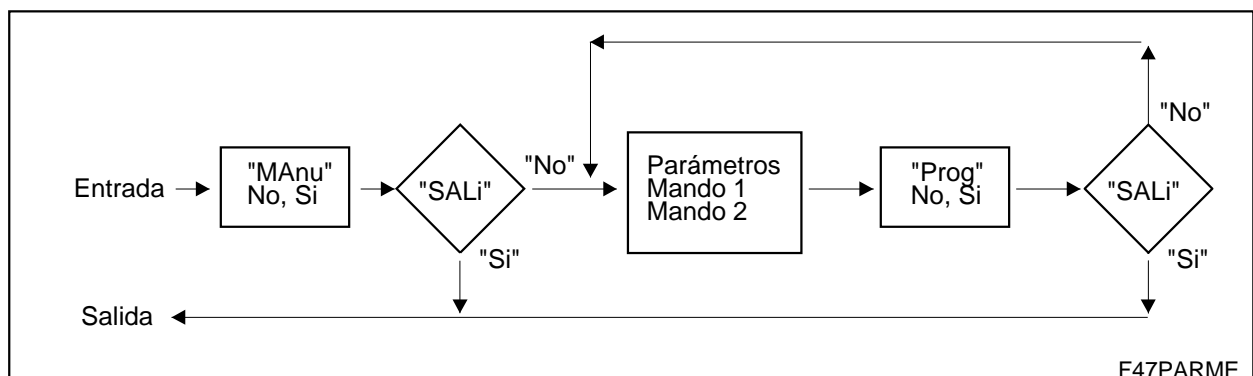 "No"
Entrada
"MAnu"
No, Si
"SALi"
"No"
"Si"
Parámetros
Mando 1
Mando 2
"Prog"
No, Si
"SALi"
"Si"
Salida
F47PARME